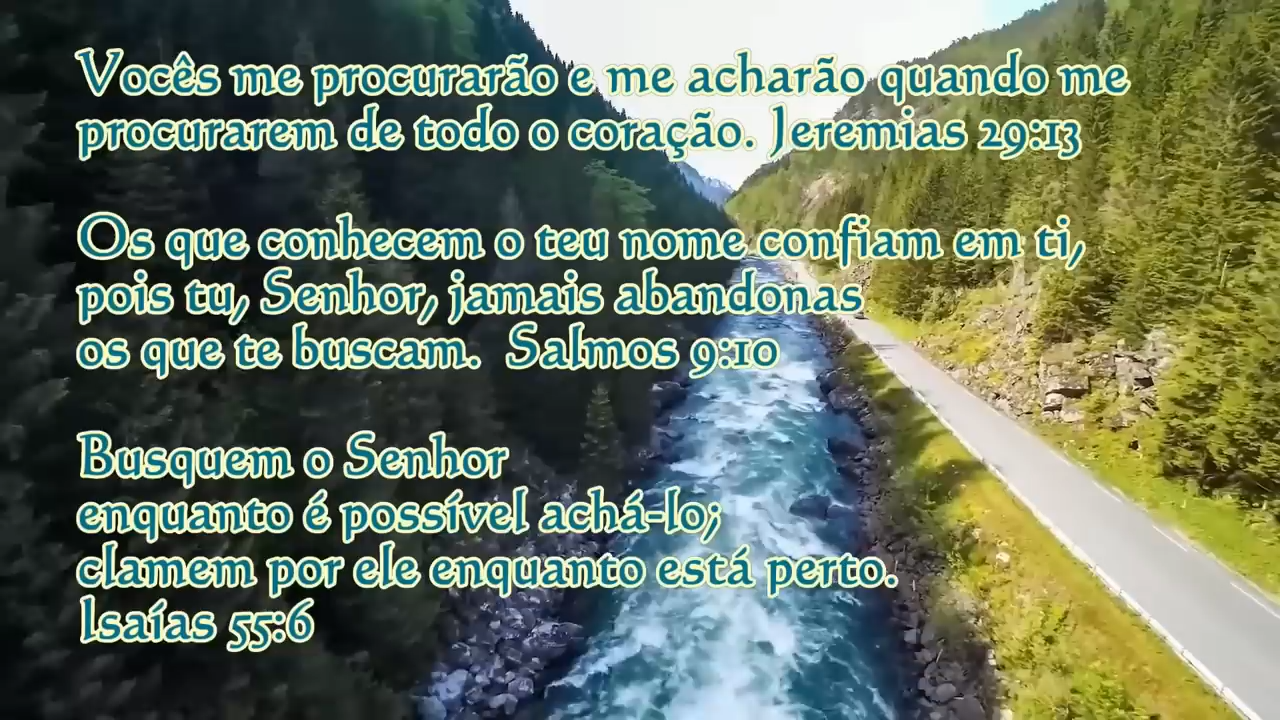 Vocês me procurarão e me acharão quando me
procurarem de todo o coração. Jeremias 29:13
Os que conhecem o teu nome confiam em ti,
pois tu, Senhor, jamais abandonas
os que te buscam. Salmos 9:10
Busquem o Senhor
enquanto é possível achá-lo;
clamem por ele enquanto está perto.
Isaías 55:6